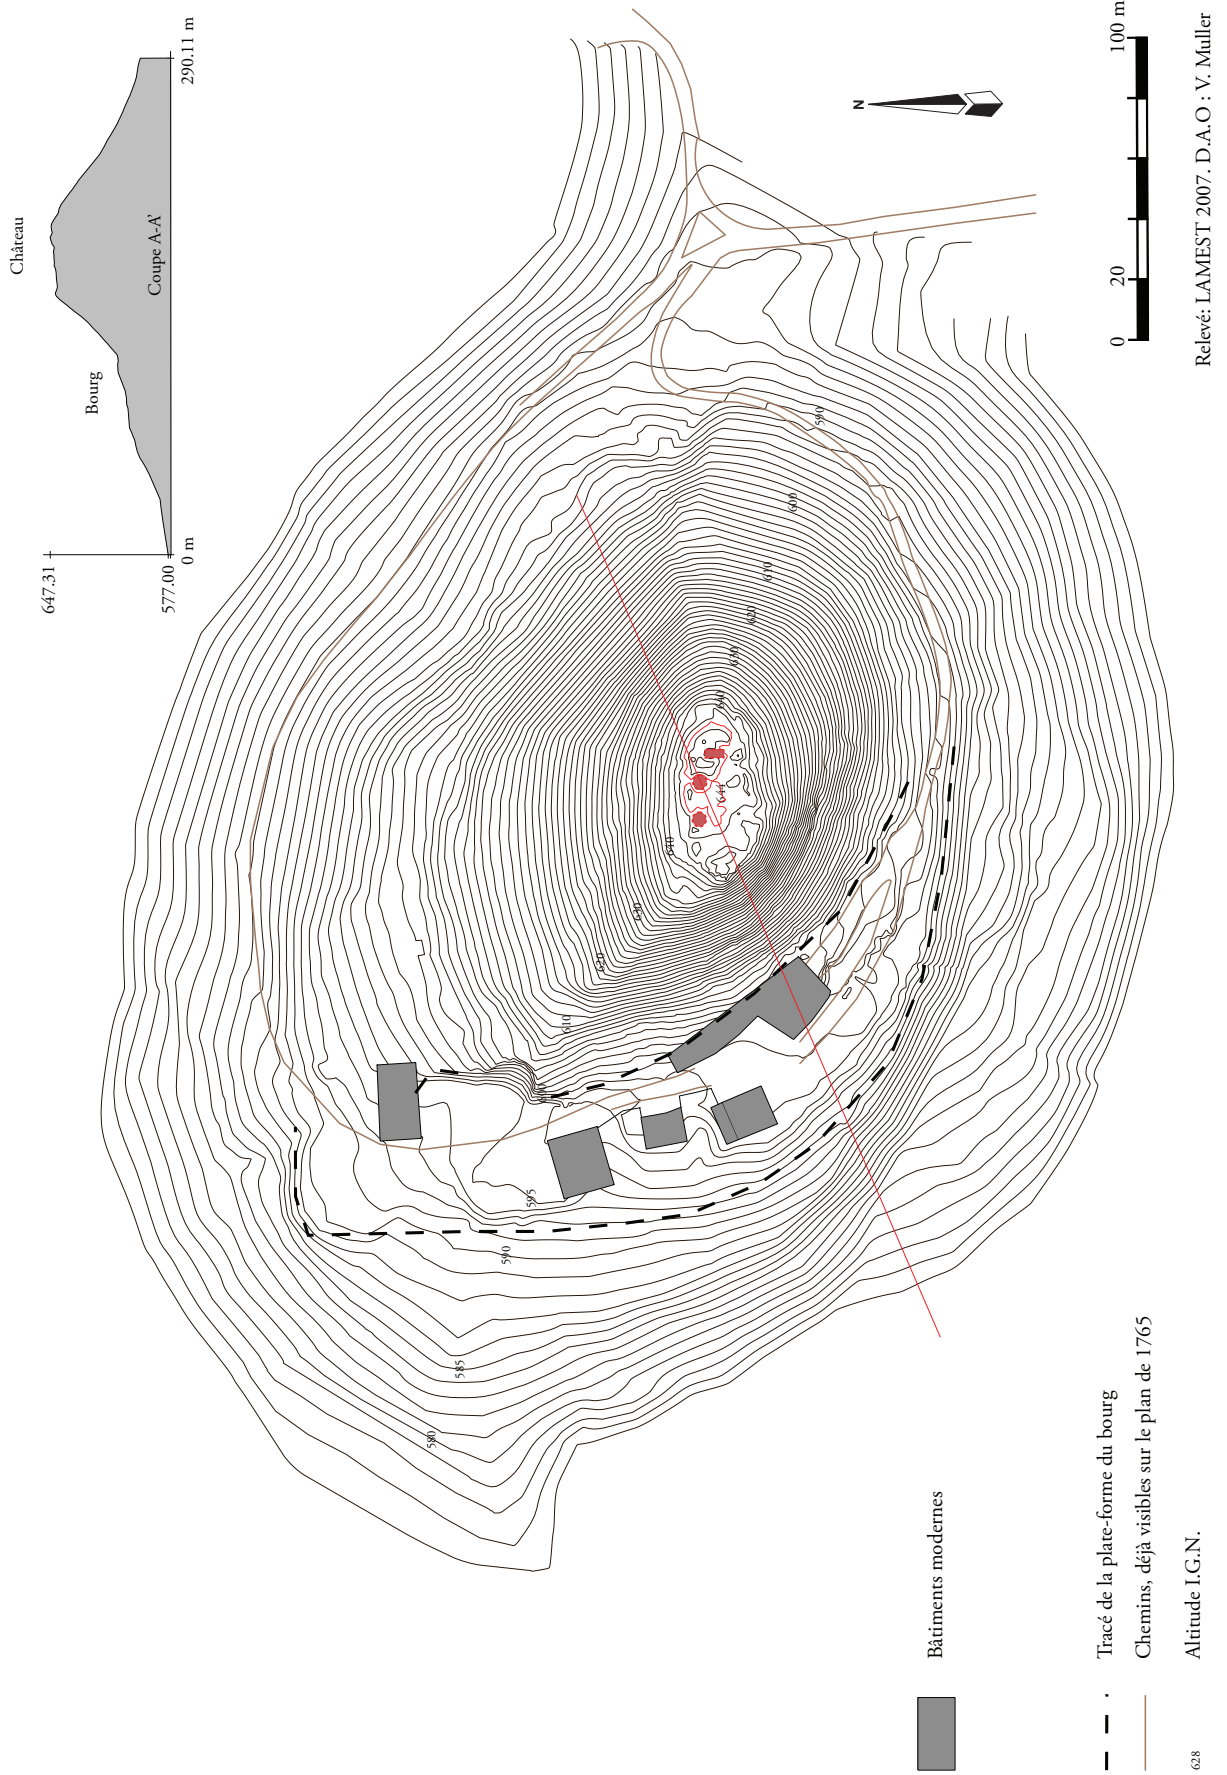 Château
Bourg
Coupe A-A'
647.31
577.00
0 m
290.11 m
N
0
20
100 m
590
600
610
620
630
640
644
640
630
620
610
595
590
585
580
Bâtiments modernes
Tracé de la plate-forme du bourg
Chemins, déjà visibles sur le plan de 1765
628
Altitude I.G.N.
Relevé: LAMEST 2007. D.A.O : V. Muller